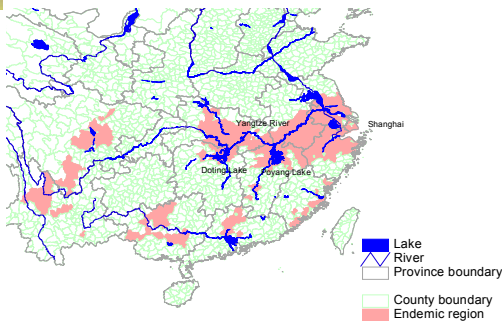 Yangtze River
Shanghai
Doting Lake
Poyang Lake
Lake
River
Province boundary
County boundary
Endemic region